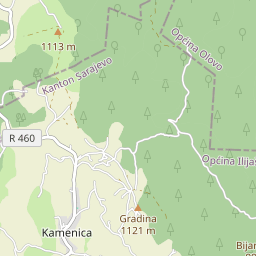 1113 m
Kanton Sarajevo
Općina Olovo
R 460
Općina Ilijaš
Kamenica
Gradina
1121 m